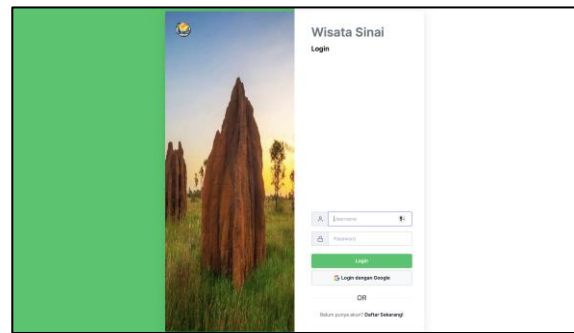 Wisata Sinai
Login
Username
Password
Login
Login dengan Google
OR
Belum punya akun? Daftar Sekarang!